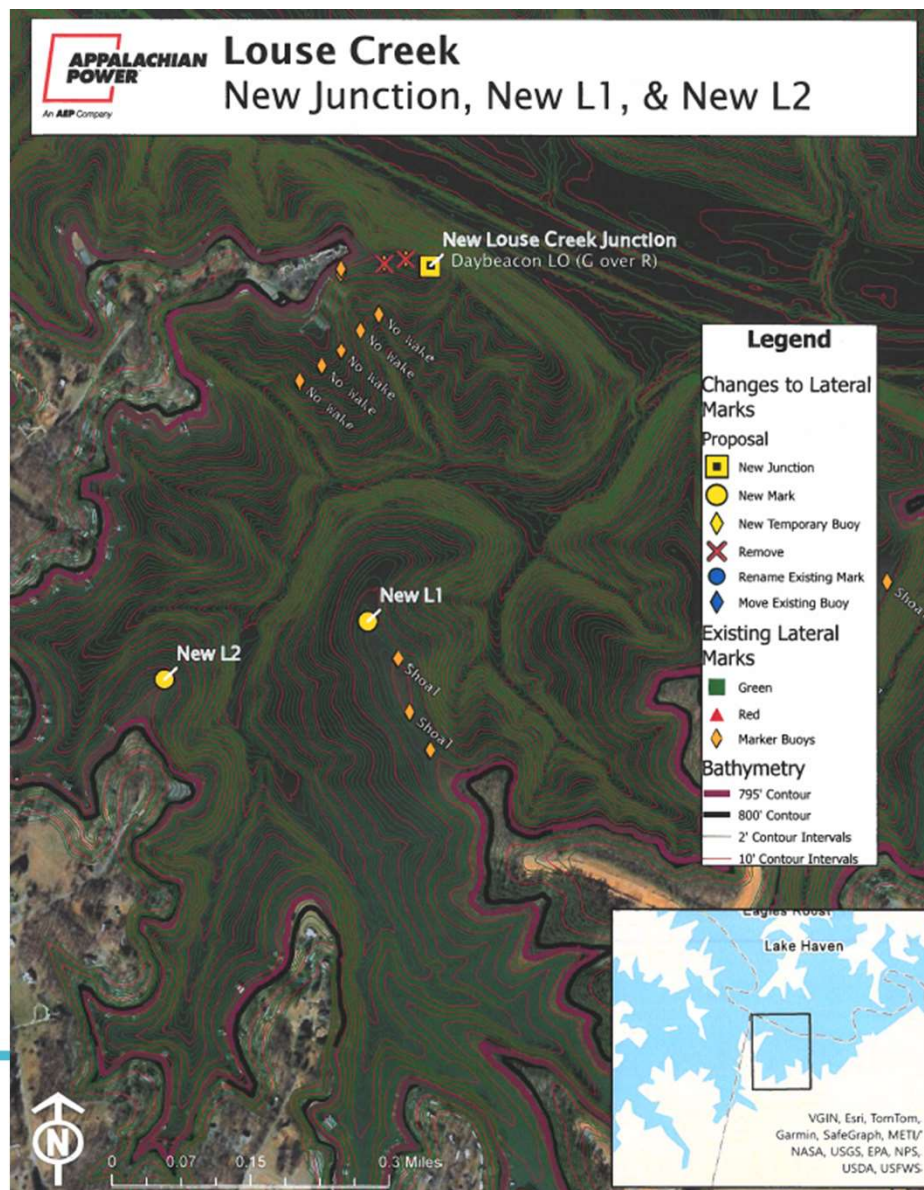 APPALACHIAN
POWER
An AEP Company
Louse Creek
New Junction, New L1, & New L2
New Louse Creek Junction
Daybeacon LO (G over R)
No wake
No wake
No wake
No wake
No wake
New L1
New L2
Shoal
Shoal
Shoal
Legend
Changes to Lateral
Marks
Proposal
New Junction
New Mark
New Temporary Buoy
Remove
Rename Existing Mark
Move Existing Buoy
Existing Lateral
Marks
Green
Red
Marker Buoys
Bathymetry
795' Contour
800' Contour
2' Contour Intervals
10' Contour Intervals
Eagles Roost
Lake Haven
VGIN, Esri, TomTom,
Garmin, SafeGraph, METI/
NASA, USGS, EPA, NPS,
USDA, USFWS
N
0 0.07 0.15 0.3 Miles